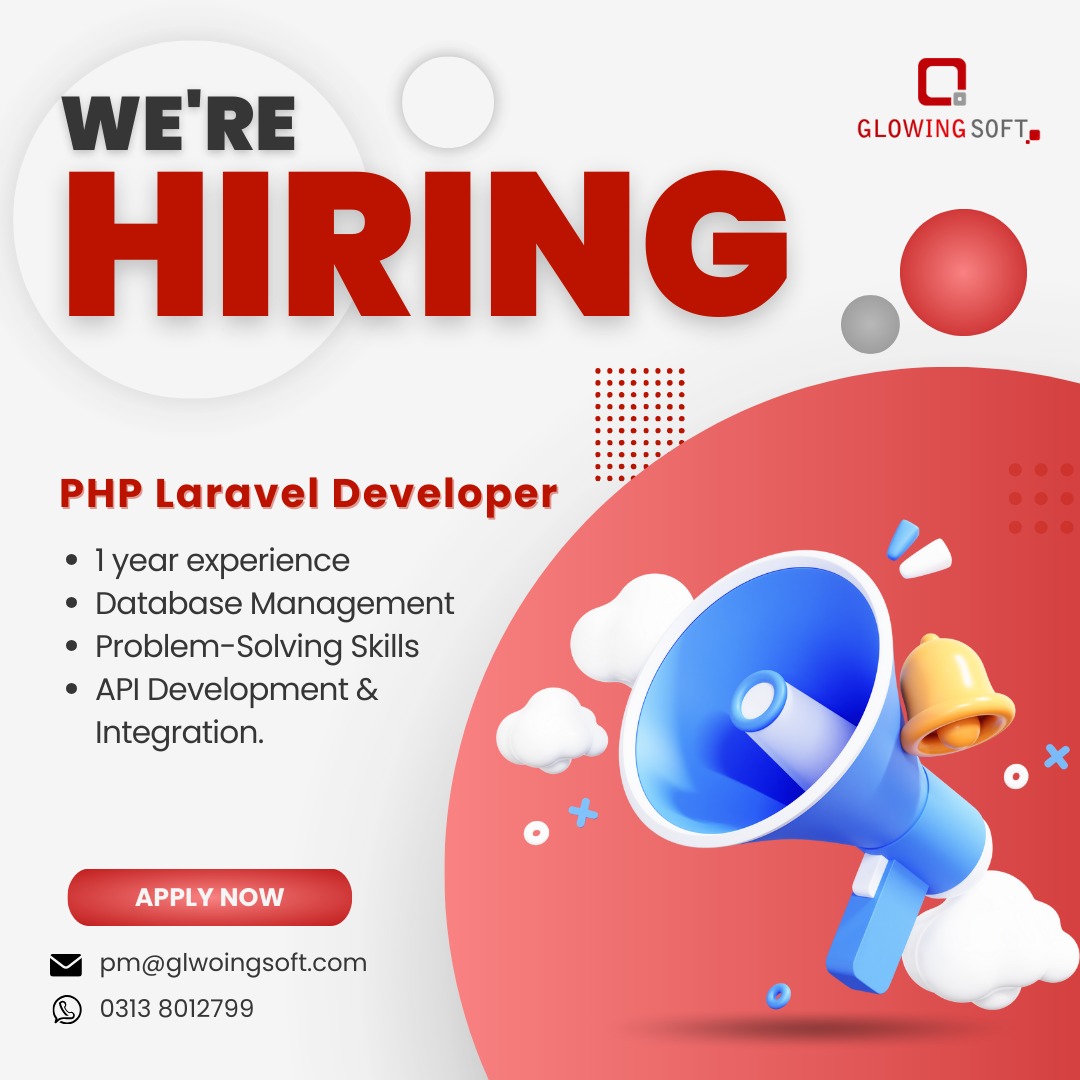 WE'RE
HIRING
GLOWING SOFT
PHP Laravel Developer
• 1 year experience
• Database Management
• Problem-Solving Skills
• API Development &
Integration.
APPLY NOW
pm@glwoingsoft.com
0313 8012799